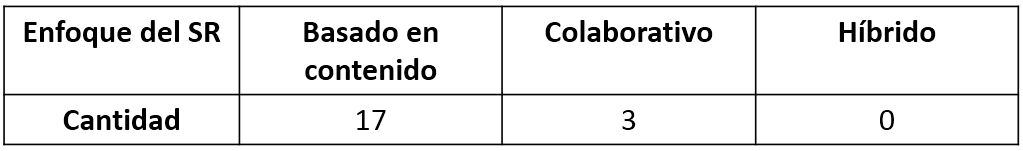 Enfoque del SR
Basado en
contenido
Colaborativo
Híbrido
Cantidad
17
3
0